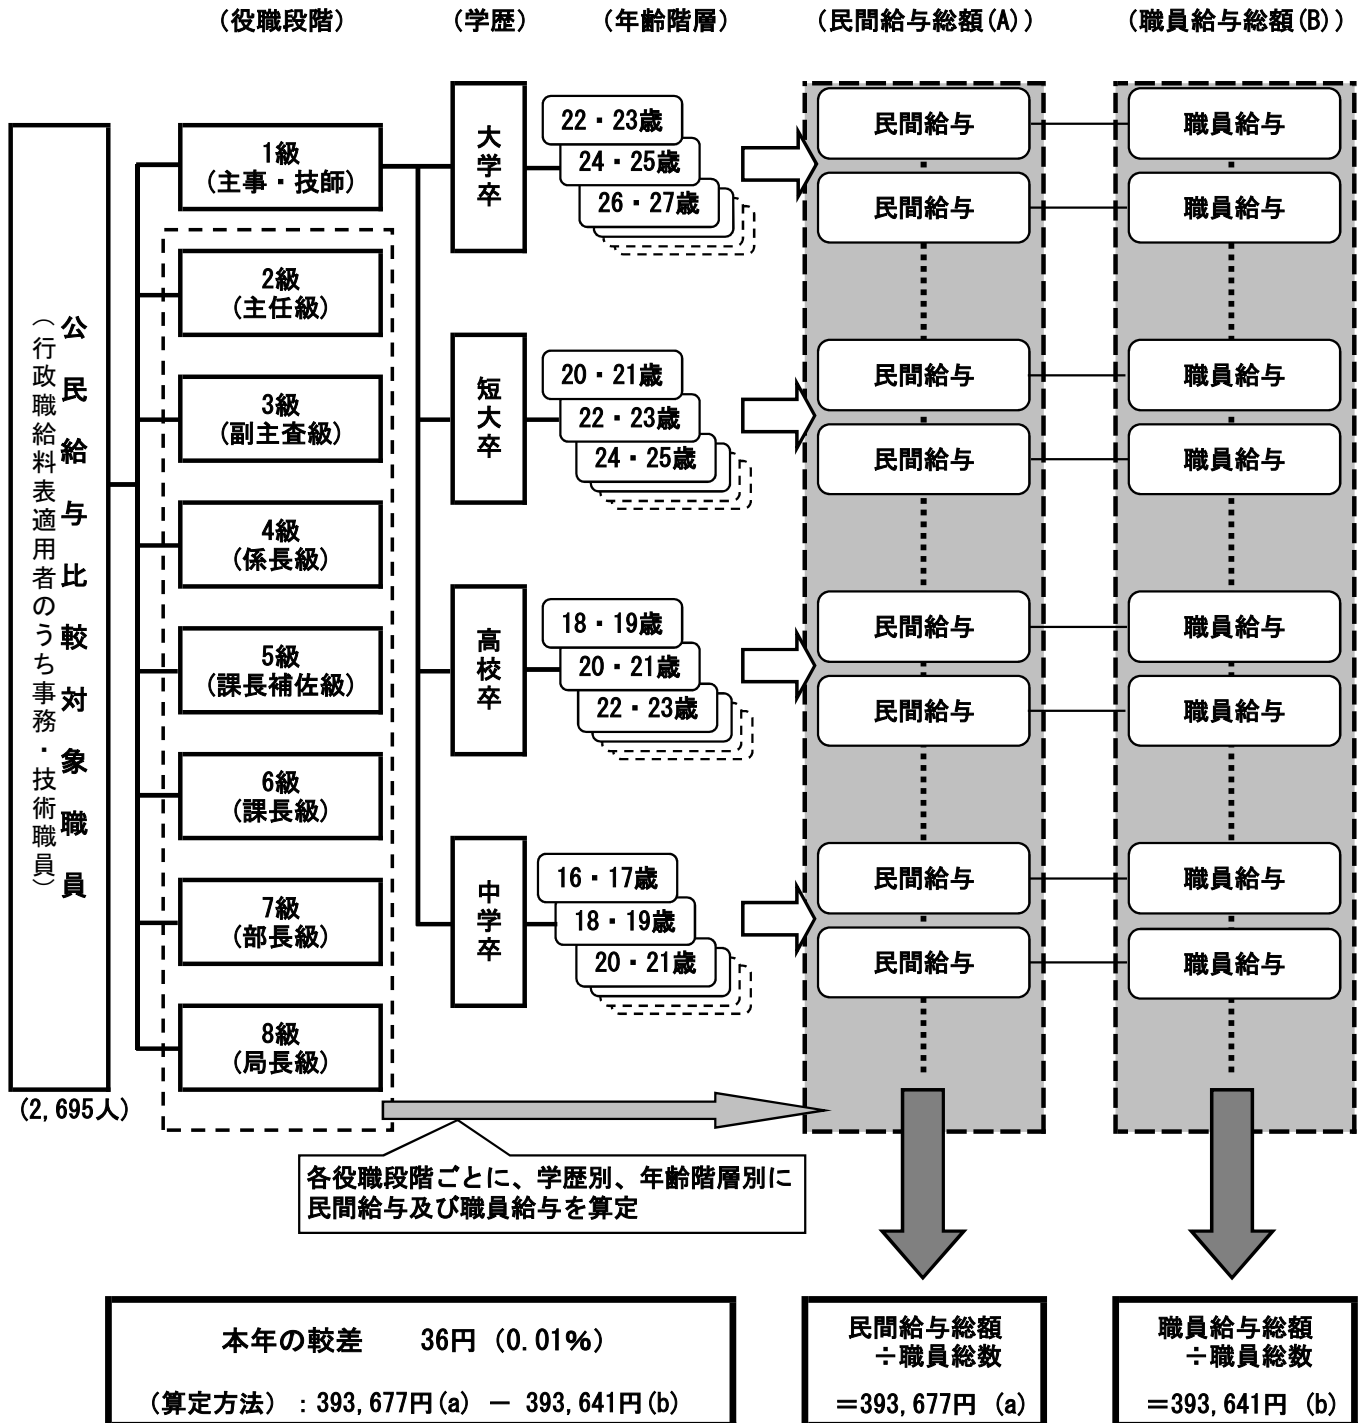 (役職段階)
(学歴)
(年齢階層)
(民間給与総額(A))
(職員給与総額(B))
公民給与比較対象職員
(行政職給料表適用者のうち事務・技術職員)
(2,695人)
1級
(主事・技師)
2級
(主任級)
3級
(副主査級)
4級
(係長級)
5級
(課長補佐級)
6級
(課長級)
7級
(部長級)
8級
(局長級)
大学卒
22・23歳
24・25歳
26・27歳
民間給与
職員給与
民間給与
職員給与
短大卒
20・21歳
22・23歳
24・25歳
民間給与
職員給与
民間給与
職員給与
高校卒
18・19歳
20・21歳
22・23歳
民間給与
職員給与
民間給与
職員給与
中学卒
16・17歳
18・19歳
20・21歳
民間給与
職員給与
民間給与
職員給与
各役職段階ごとに、学歴別、年齢階層別に
民間給与及び職員給与を算定
本年の較差 36円 (0.01%)
(算定方法) : 393,677円(a) － 393,641円(b)
民間給与総額
÷職員総数
＝393,677円 (a)
職員給与総額
÷職員総数
＝393,641円 (b)